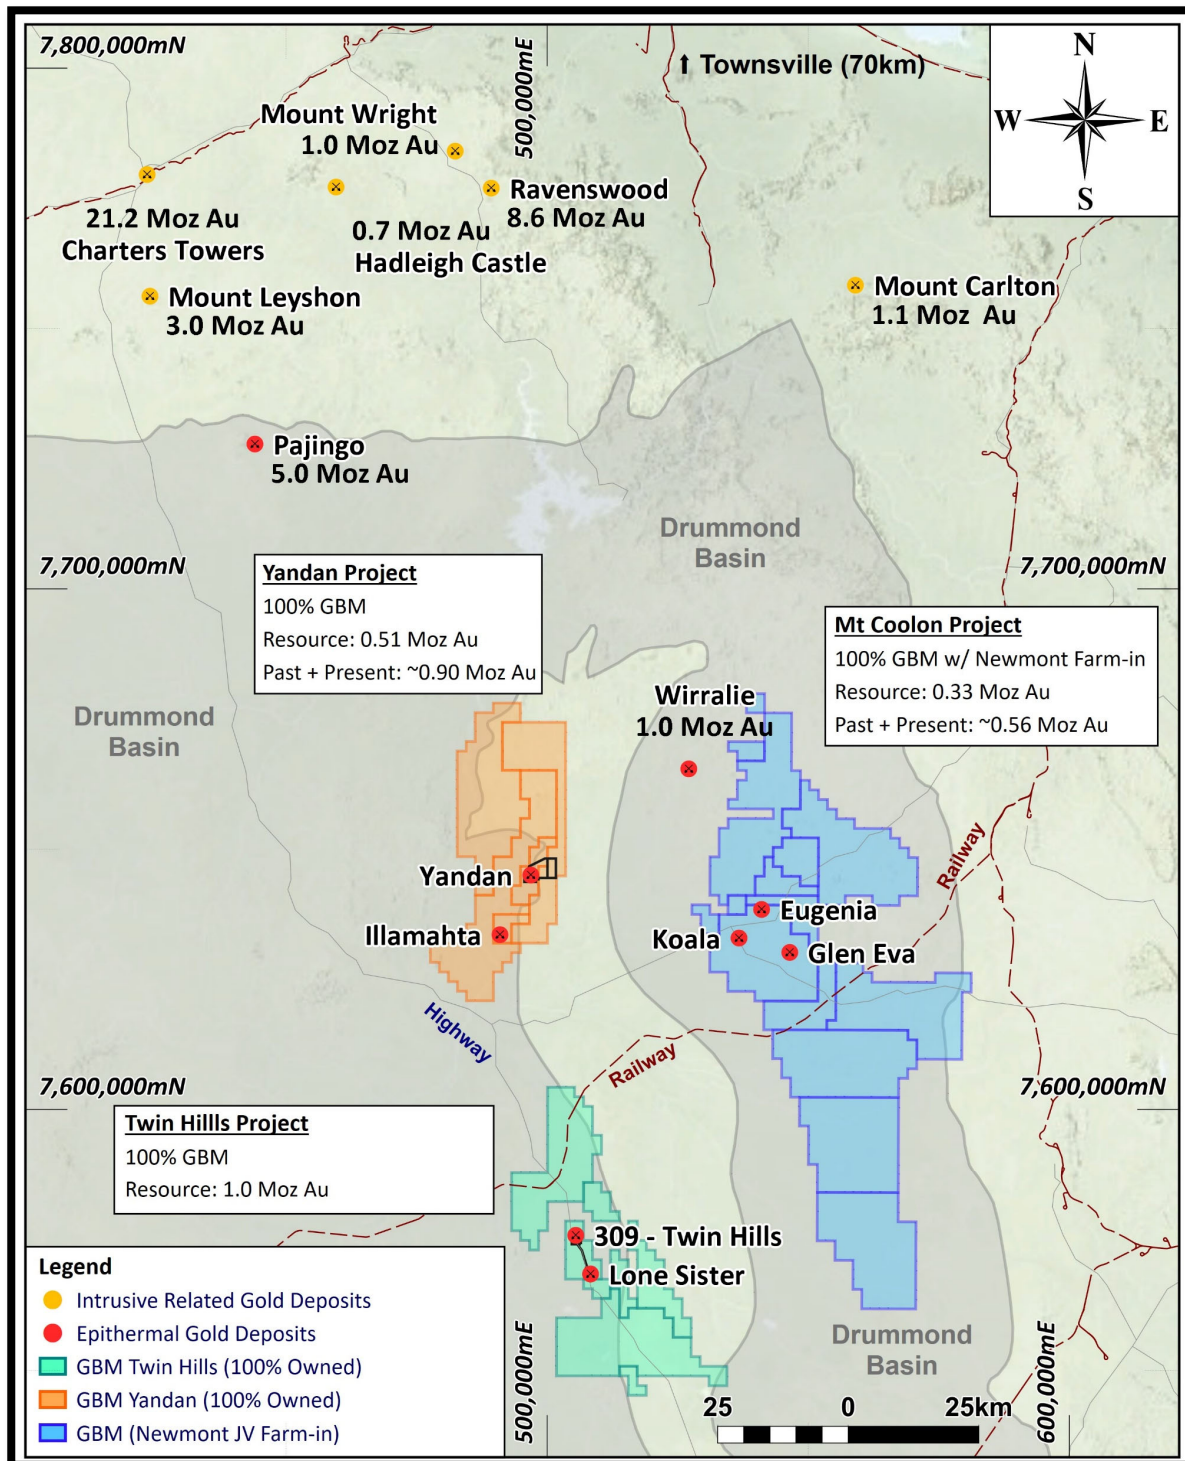 7,800,000mN
500,000mE
↑ Townsville (70km)
N
W E
S
Mount Wright
1.0 Moz Au
Ravenswood
8.6 Moz Au
21.2 Moz Au
Charters Towers
0.7 Moz Au
Hadleigh Castle
Mount Leyshon
3.0 Moz Au
Mount Carlton
1.1 Moz Au
Pajingo
5.0 Moz Au
Drummond
Basin
7,700,000mN
7,700,000mN
Yandan Project
100% GBM
Resource: 0.51 Moz Au
Past + Present: ~0.90 Moz Au
Mt Coolon Project
100% GBM w/ Newmont Farm-in
Resource: 0.33 Moz Au
Past + Present: ~0.56 Moz Au
Drummond
Basin
Wirralie
1.0 Moz Au
Yandan
Illamahta
Eugenia
Koala
Glen Eva
Railway
Highway
Railway
7,600,000mN
7,600,000mN
Twin Hillls Project
100% GBM
Resource: 1.0 Moz Au
309 - Twin Hills
Lone Sister
Legend
Intrusive Related Gold Deposits
Epithermal Gold Deposits
GBM Twin Hills (100% Owned)
GBM Yandan (100% Owned)
GBM (Newmont JV Farm-in)
500,000mE
Drummond
Basin
600,000mE
25 0 25km